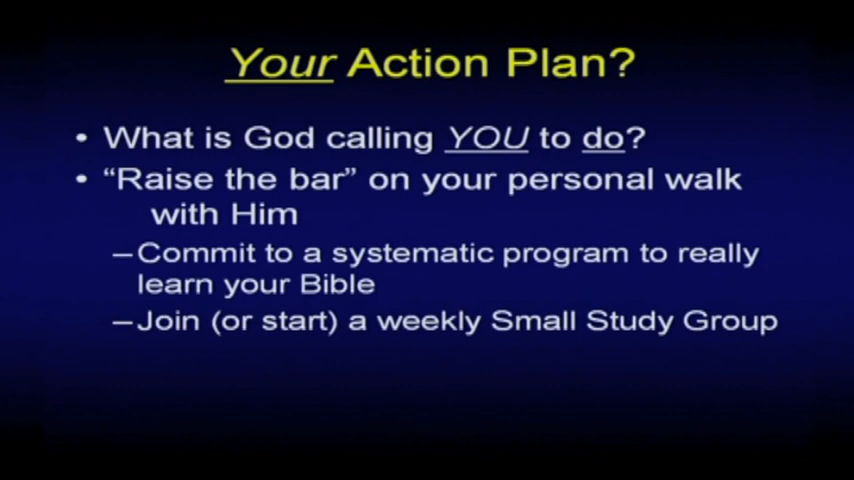 Your Action Plan?
• What is God calling YOU to do?
• “Raise the bar” on your personal walk
with Him
–Commit to a systematic program to really
learn your Bible
–Join (or start) a weekly Small Study Group